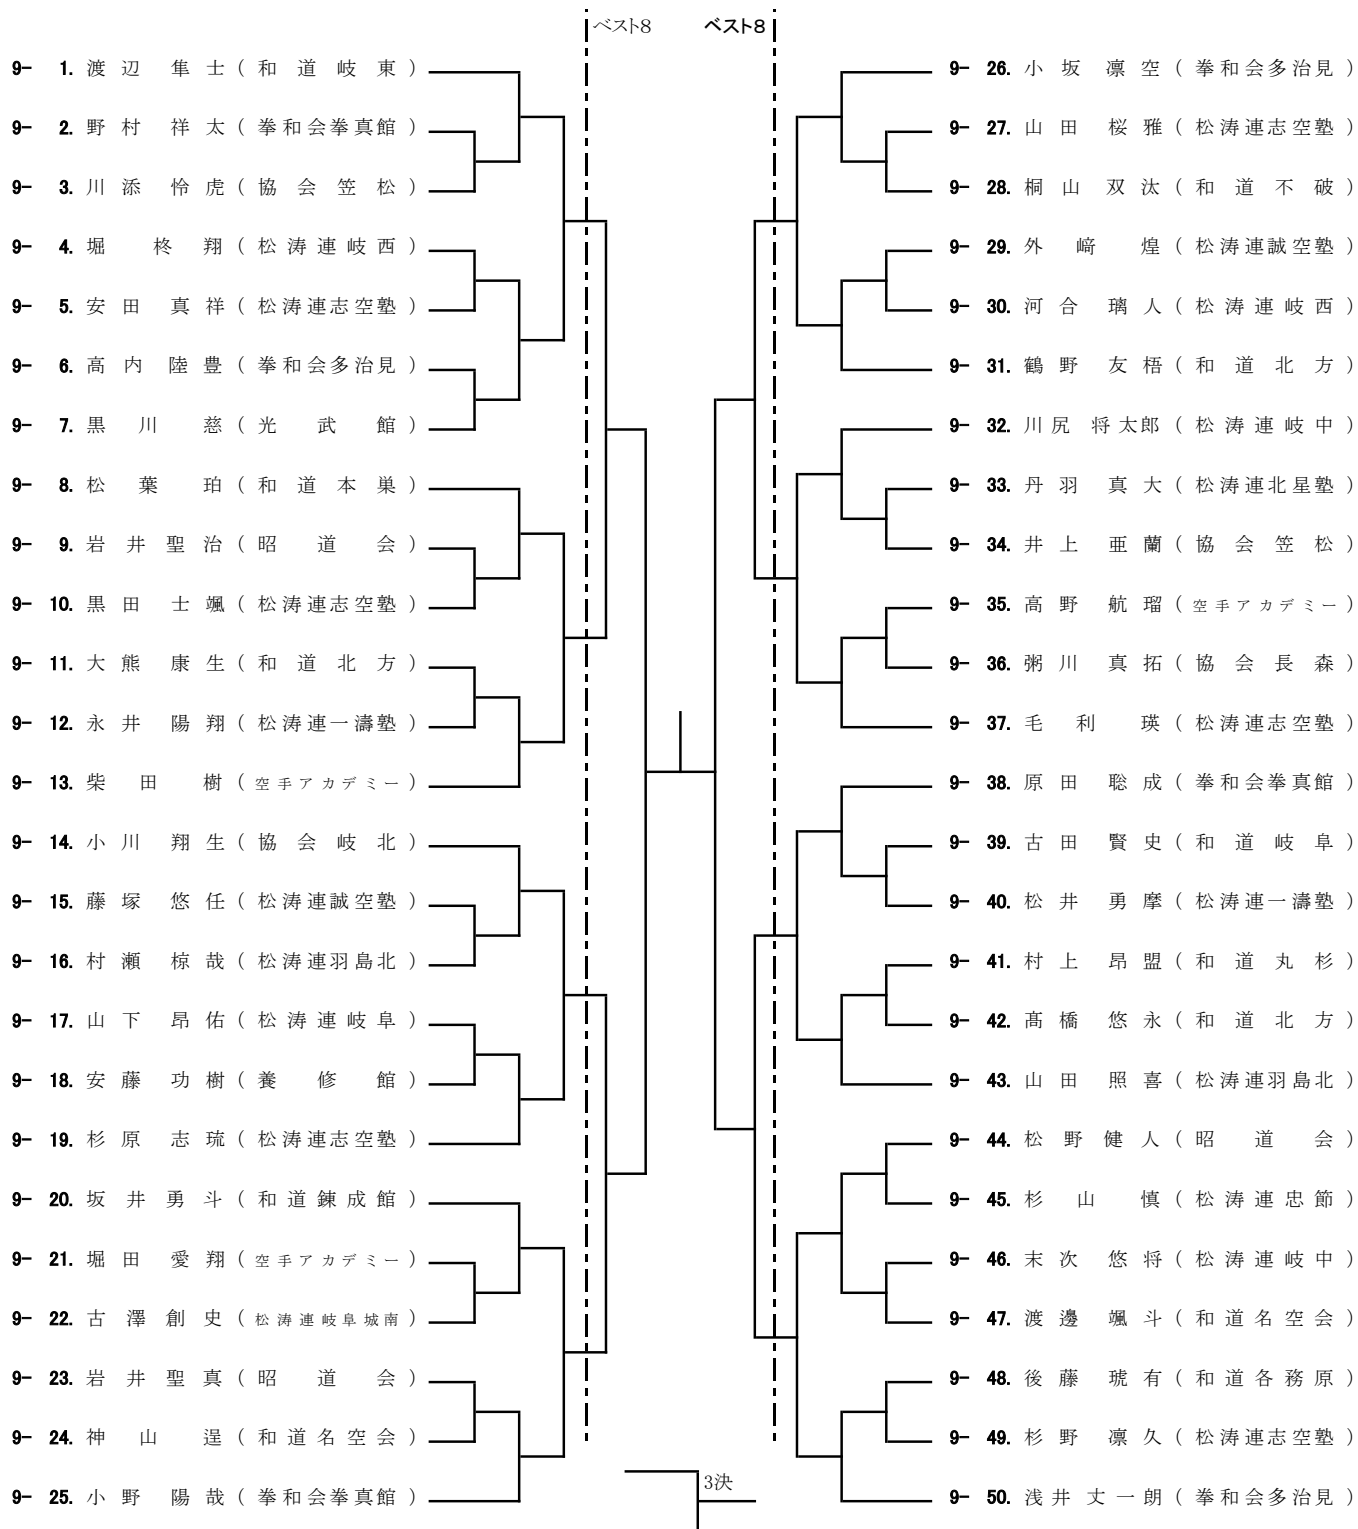 ベスト8 ベスト8
9- 1. 渡辺 隼士 (和道岐東)
9- 2. 野村 祥太 (拳和会拳真館)
9- 3. 川添 怜虎 (協会笠松)
9- 4. 堀 柊翔 (松涛連岐西)
9- 5. 安田 真祥 (松涛連志空塾)
9- 6. 高内 陸豊 (拳和会多治見)
9- 7. 黒川 慈 (光武館)
9- 8. 松葉 珀 (和道本巣)
9- 9. 岩井 聖治 (昭道会)
9- 10. 黒田 士颯 (松涛連志空塾)
9- 11. 大熊 康生 (和道北方)
9- 12. 永井 陽翔 (松涛連一濤塾)
9- 13. 柴田 樹 (空手アカデミー)
9- 14. 小川 翔生 (協会岐北)
9- 15. 藤塚 悠任 (松涛連誠空塾)
9- 16. 村瀬 椋哉 (松涛連羽島北)
9- 17. 山下 昂佑 (松涛連岐阜)
9- 18. 安藤 功樹 (養修館)
9- 19. 杉原 志琉 (松涛連志空塾)
9- 20. 坂井 勇斗 (和道錬成館)
9- 21. 堀田 愛翔 (空手アカデミー)
9- 22. 古澤 創史 (松涛連岐阜城南)
9- 23. 岩井 聖真 (昭道会)
9- 24. 神山 逞 (和道名空会)
9- 25. 小野 陽哉 (拳和会拳真館)
9- 26. 小坂 凛空 (拳和会多治見)
9- 27. 山田 桜雅 (松涛連志空塾)
9- 28. 桐山 双汰 (和道不破)
9- 29. 外﨑 煌 (松涛連誠空塾)
9- 30. 河合 璃人 (松涛連岐西)
9- 31. 鶴野 友梧 (和道北方)
9- 32. 川尻 将太郎 (松涛連岐中)
9- 33. 丹羽 真大 (松涛連北星塾)
9- 34. 井上 亜蘭 (協会笠松)
9- 35. 高野 航瑠 (空手アカデミー)
9- 36. 粥川 真拓 (協会長森)
9- 37. 毛利 瑛 (松涛連志空塾)
9- 38. 原田 聡成 (拳和会拳真館)
9- 39. 古田 賢史 (和道岐阜)
9- 40. 松井 勇摩 (松涛連一濤塾)
9- 41. 村上 昂盟 (和道丸杉)
9- 42. 髙橋 悠永 (和道北方)
9- 43. 山田 照喜 (松涛連羽島北)
9- 44. 松野 健人 (昭道会)
9- 45. 杉山 慎 (松涛連忠節)
9- 46. 末次 悠将 (松涛連岐中)
9- 47. 渡邊 颯斗 (和道名空会)
9- 48. 後藤 琥有 (和道各務原)
9- 49. 杉野 凛久 (松涛連志空塾)
9- 50. 浅井 丈一朗 (拳和会多治見)
3決